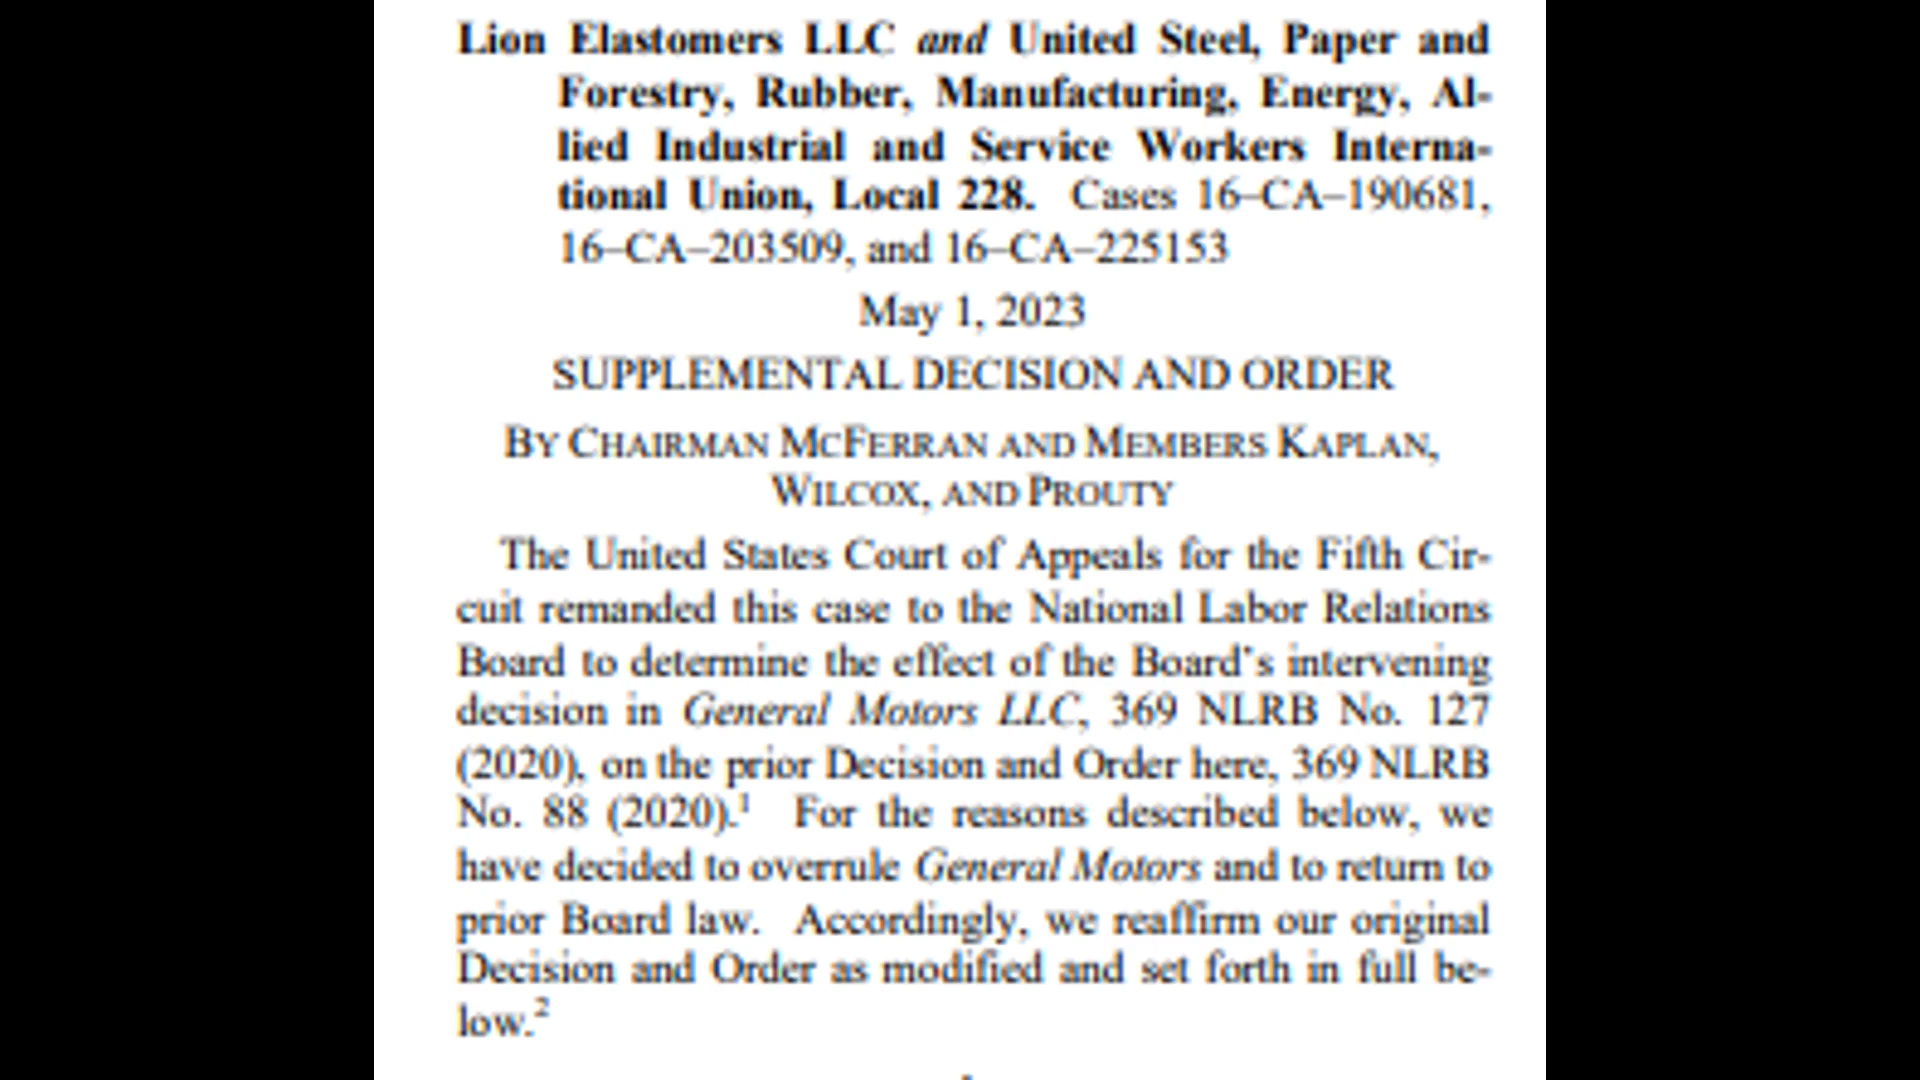 Lion Elastomers LLC and United Steel, Paper and
Forestry, Rubber, Manufacturing, Energy, Al-
lied Industrial and Service Workers Interna-
tional Union, Local 228. Cases 16–CA–190681,
16–CA–203509, and 16–CA–225153
May 1, 2023
SUPPLEMENTAL DECISION AND ORDER
BY CHAIRMAN MCFERRAN AND MEMBERS KAPLAN,
WILCOX, AND PROUTY
The United States Court of Appeals for the Fifth Cir-
cuit remanded this case to the National Labor Relations
Board to determine the effect of the Board's intervening
decision in General Motors LLC, 369 NLRB No. 127
(2020), on the prior Decision and Order here, 369 NLRB
No. 88 (2020).¹ For the reasons described below, we
have decided to overrule General Motors and to return to
prior Board law. Accordingly, we reaffirm our original
Decision and Order as modified and set forth in full be-
low.²